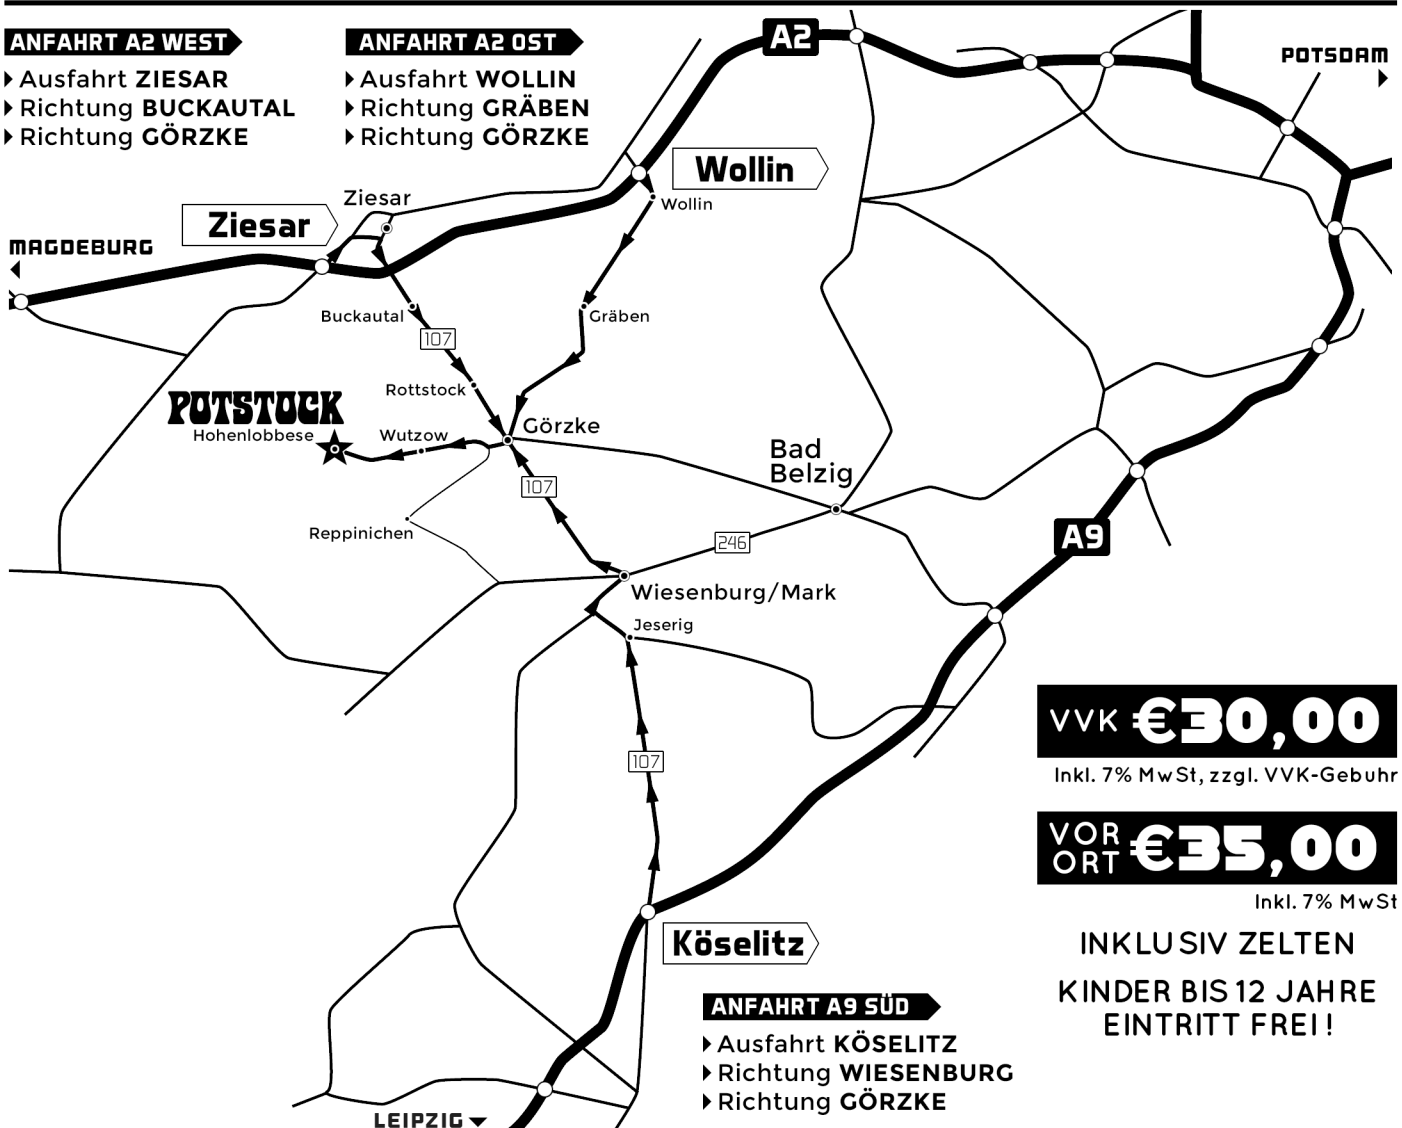 ANFAHRT A2 WEST
Ausfahrt ZIESAR
Richtung BUCKAUTAL
Richtung GÖRZKE
ANFAHRT A2 OST
Ausfahrt WOLLIN
Richtung GRÄBEN
Richtung GÖRZKE
A2
POTSDAM
Wollin
Wollin
Ziesar
Ziesar
MAGDEBURG
Buckautal
Gräben
107
Rottstock
POTSTOCK
Hohenlobbese
Wutzow
Görzke
Bad
Belzig
107
Reppinichen
246
A9
Wiesenburg/Mark
Jeserig
107
VVK €30,00
Inkl. 7% MwSt, zzgl. VVK-Gebuhr
VOR
ORT €35,00
Inkl. 7% MwSt
INKLUSIV ZELTEN
KINDER BIS 12 JAHRE
EINTRITT FREI!
Köselitz
ANFAHRT A9 SÜD
Ausfahrt KÖSELITZ
Richtung WIESENBURG
Richtung GÖRZKE
LEIPZIG